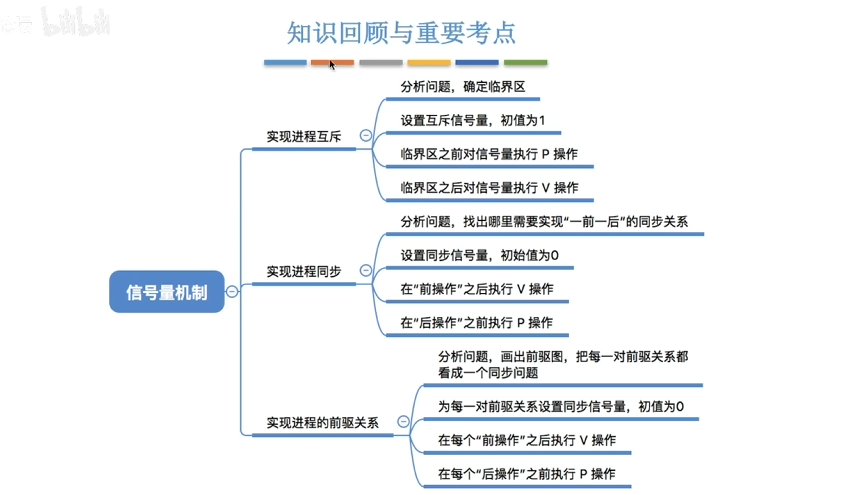 bilibili
知识回顾与重要考点
分析问题，确定临界区
设置互斥信号量，初值为1
实现进程互斥
临界区之前对信号量执行 P 操作
临界区之后对信号量执行 V 操作
分析问题，找出哪里需要实现“一前一后”的同步关系
设置同步信号量，初始值为0
实现进程同步
在“前操作”之后执行 V 操作
在“后操作”之前执行 P 操作
信号量机制
分析问题，画出前驱图，把每一对前驱关系都
看成一个同步问题
为每一对前驱关系设置同步信号量，初值为0
实现进程的前驱关系
在每个“前操作”之后执行 V 操作
在每个“后操作”之前执行 P 操作